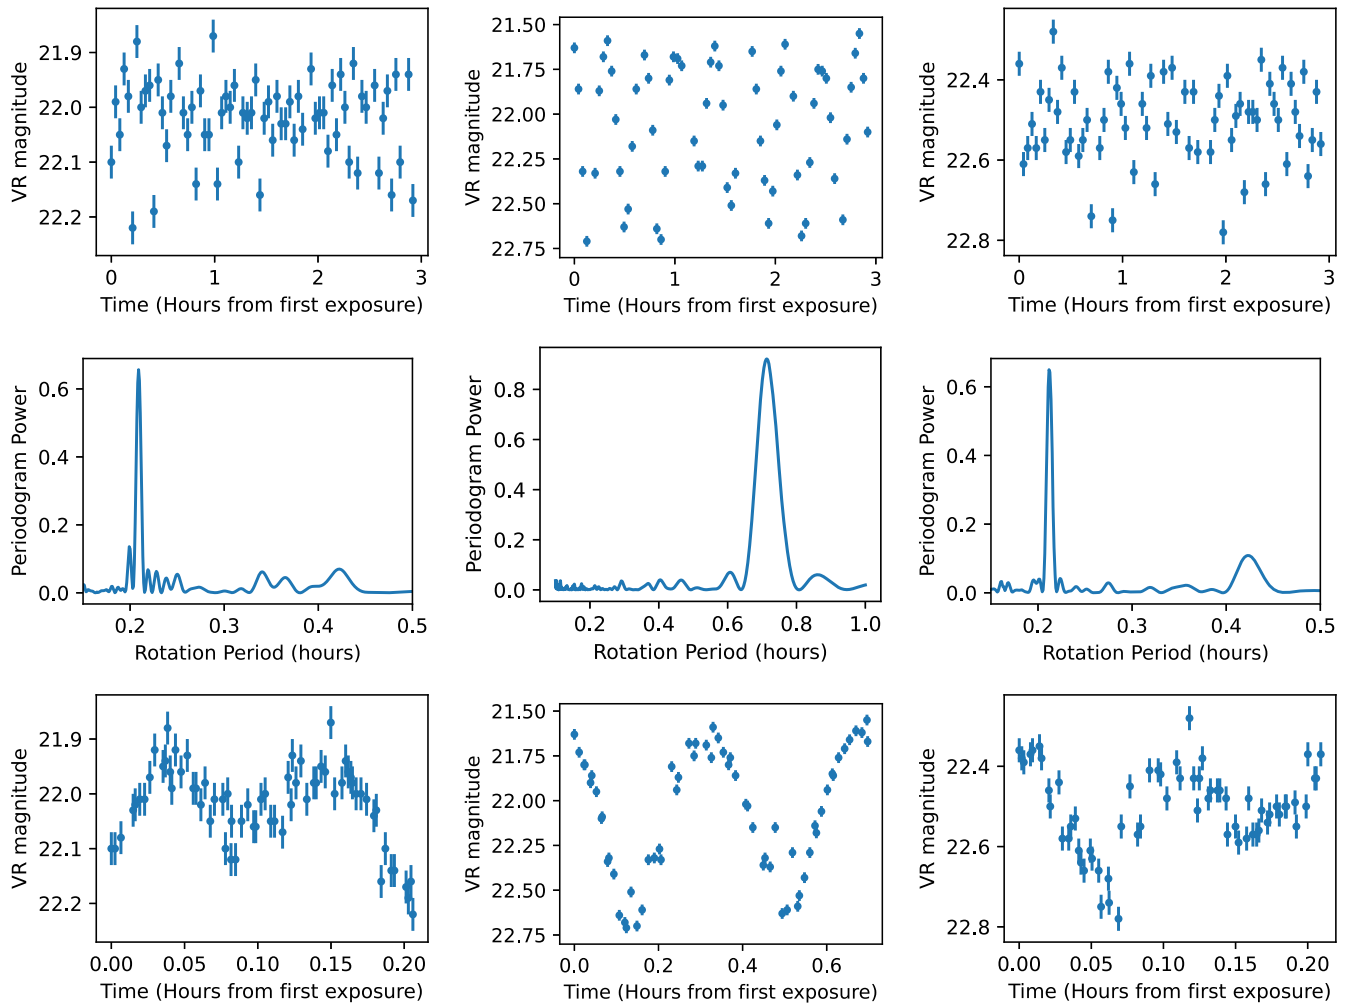 21.9
22.0
22.1
22.2
VR magnitude
0 1 2 3
Time (Hours from first exposure)
21.50
21.75
22.00
22.25
22.50
22.75
VR magnitude
0 1 2 3
Time (Hours from first exposure)
22.4
22.6
22.8
VR magnitude
0 1 2 3
Time (Hours from first exposure)
0.6
0.4
0.2
0.0
Periodogram Power
0.2 0.3 0.4 0.5
Rotation Period (hours)
0.8
0.6
0.4
0.2
0.0
Periodogram Power
0.2 0.4 0.6 0.8 1.0
Rotation Period (hours)
0.6
0.4
0.2
0.0
Periodogram Power
0.2 0.3 0.4 0.5
Rotation Period (hours)
21.9
22.0
22.1
22.2
VR magnitude
0.00 0.05 0.10 0.15 0.20
Time (Hours from first exposure)
21.50
21.75
22.00
22.25
22.50
22.75
VR magnitude
0.0 0.2 0.4 0.6
Time (Hours from first exposure)
22.4
22.6
22.8
VR magnitude
0.00 0.05 0.10 0.15 0.20
Time (Hours from first exposure)